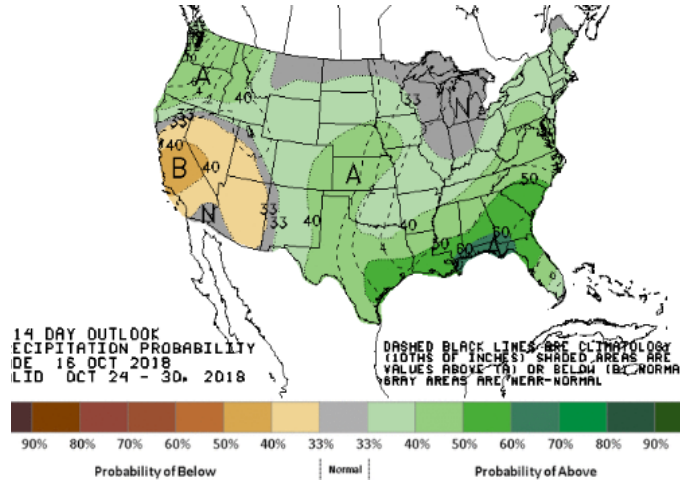 A
40
33
33
40
B
40
N
33
33
40
A
40
33
N
50
50
60
60
A
14 DAY OUTLOOK
ECIPITATION PROBABILITY
DE 16 OCT 2018
LID OCT 24 - 30, 2018
DASHED BLACK LINES ARE CLIMATOLOGY
(10THS OF INCHES) SHADED AREAS ARE
VALUES ABOVE (A) OR BELOW (B) NORMA
GRAY AREAS ARE NEAR-NORMAL
90% 80% 70% 60% 50% 40% 33% 33% 40% 50% 60% 70% 80% 90%
Probability of Below Normal Probability of Above